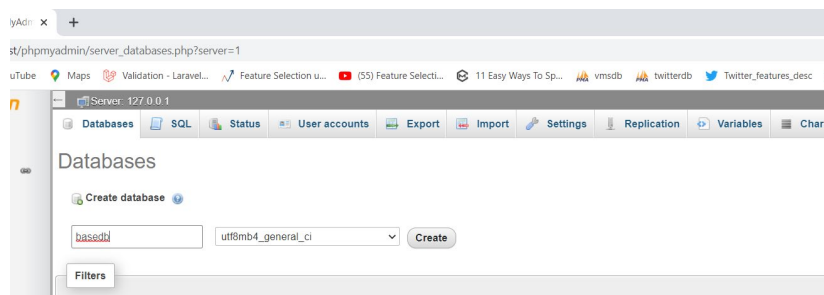 lyAdm × +
st/phpmyadmin/server_databases.php?server=1
uTube Maps Validation - Laravel... Feature Selection u... (55) Feature Selecti... 11 Easy Ways To Sp... vmsdb twitterdb Twitter_features_desc
n ← Server: 127.0.0.1
Databases SQL Status User accounts Export Import Settings Replication Variables Char
Databases
Create database
basedb utf8mb4_general_ci Create
Filters